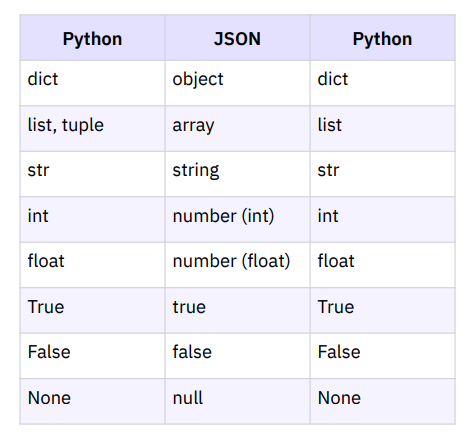 Python JSON Python
dict object dict
list, tuple array list
str string str
int number (int) int
float number (float) float
True true True
False false False
None null None